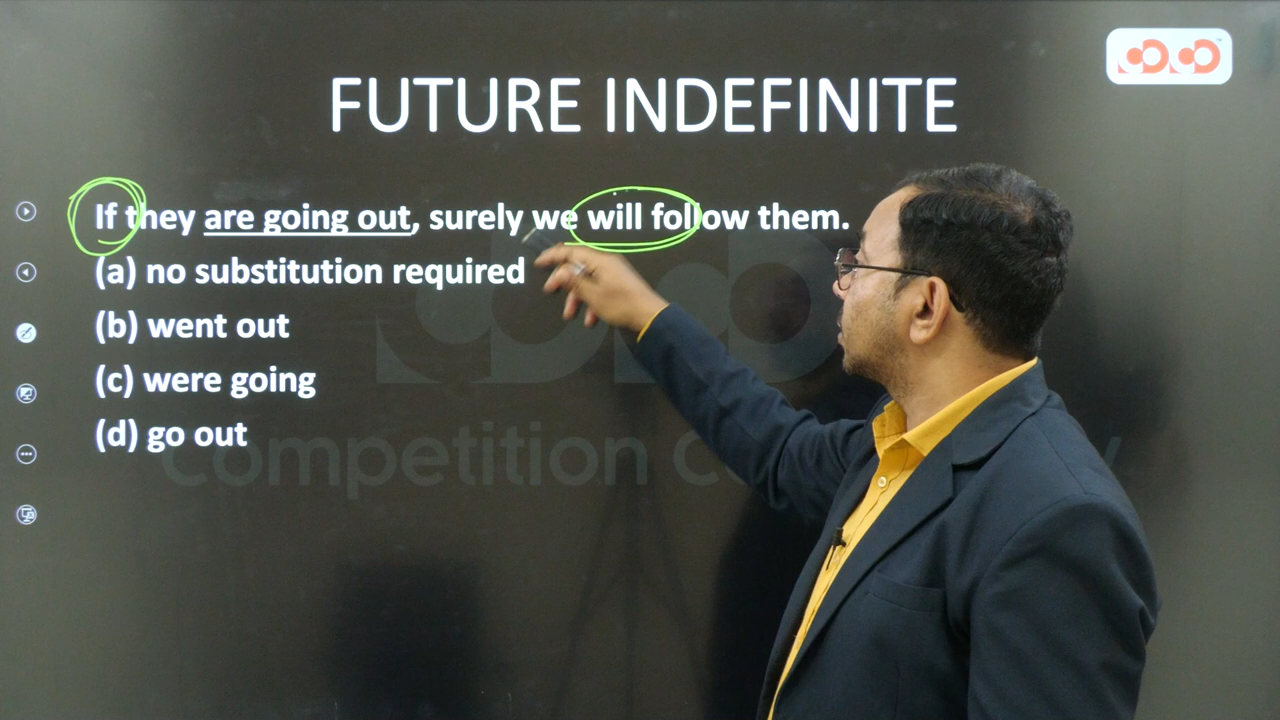 FUTURE INDEFINITE
If they are going out, surely we will follow them.
(a) no substitution required
(b) went out
(c) were going
(d) go out
Competition C